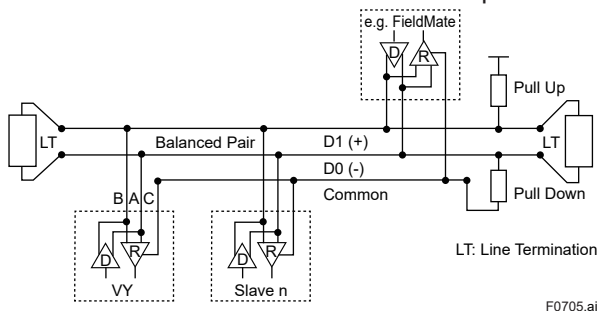 e.g. FieldMate
D
R
Pull Up
LT
Balanced Pair
D1 (+)
LT
D0 (-)
B A C
Common
Pull Down
D
R
D
R
LT: Line Termination
VY
Slave n
F0705.ai